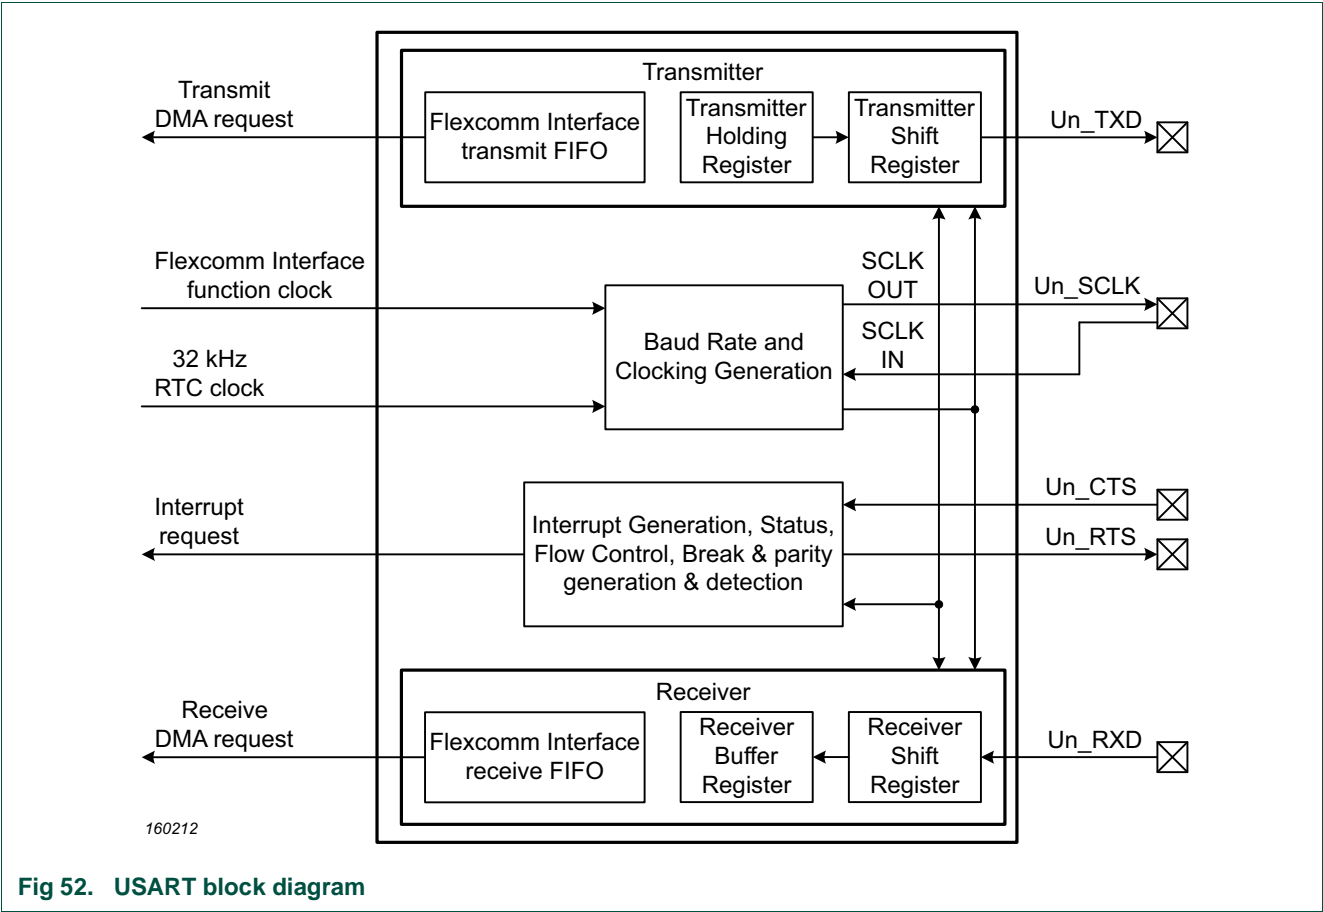 Transmitter
Transmit
DMA request
Flexcomm Interface
transmit FIFO
Transmitter
Holding
Register
Transmitter
Shift
Register
Un_TXD
Flexcomm Interface
function clock
32 kHz
RTC clock
Baud Rate and
Clocking Generation
SCLK
OUT
SCLK
IN
Un_SCLK
Interrupt
request
Interrupt Generation, Status,
Flow Control, Break & parity
generation & detection
Un_CTS
Un_RTS
Receiver
Receive
DMA request
Flexcomm Interface
receive FIFO
Receiver
Buffer
Register
Receiver
Shift
Register
Un_RXD
160212
Fig 52. USART block diagram